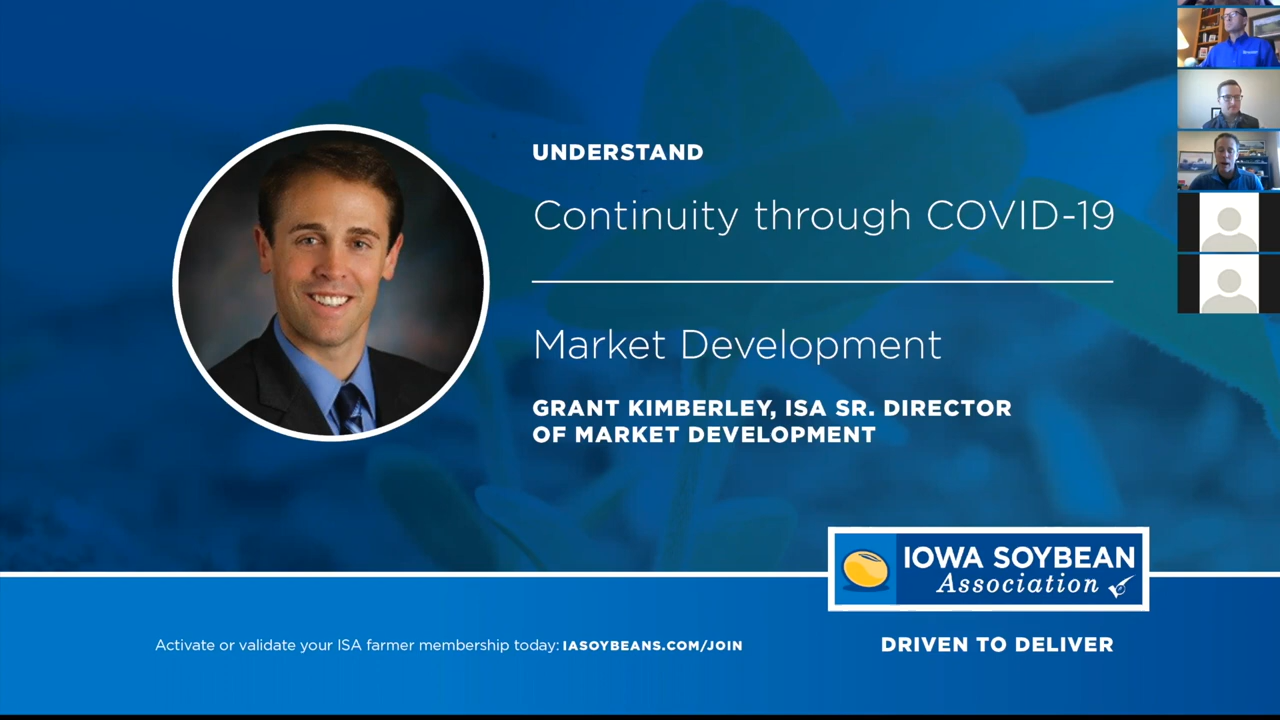 UNDERSTAND
Continuity through COVID-19
Market Development
GRANT KIMBERLEY, ISA SR. DIRECTOR
OF MARKET DEVELOPMENT
IOWA SOYBEAN
Association
Activate or validate your ISA farmer membership today: IASOYBEANS.COM/JOIN
DRIVEN TO DELIVER